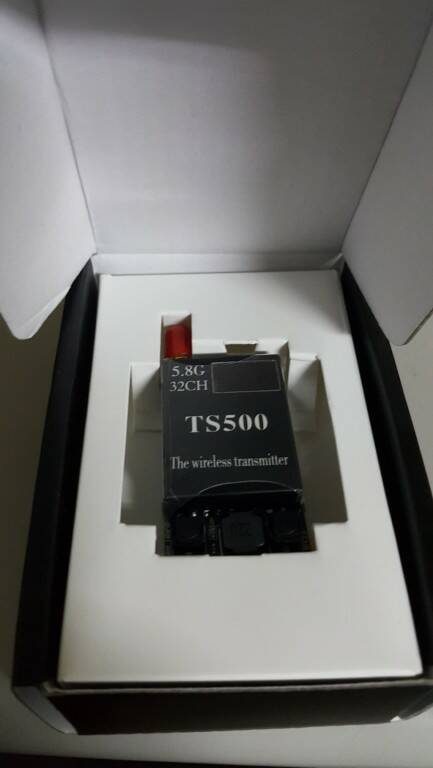 5.8G
32CH
TS500
The wireless transmitter